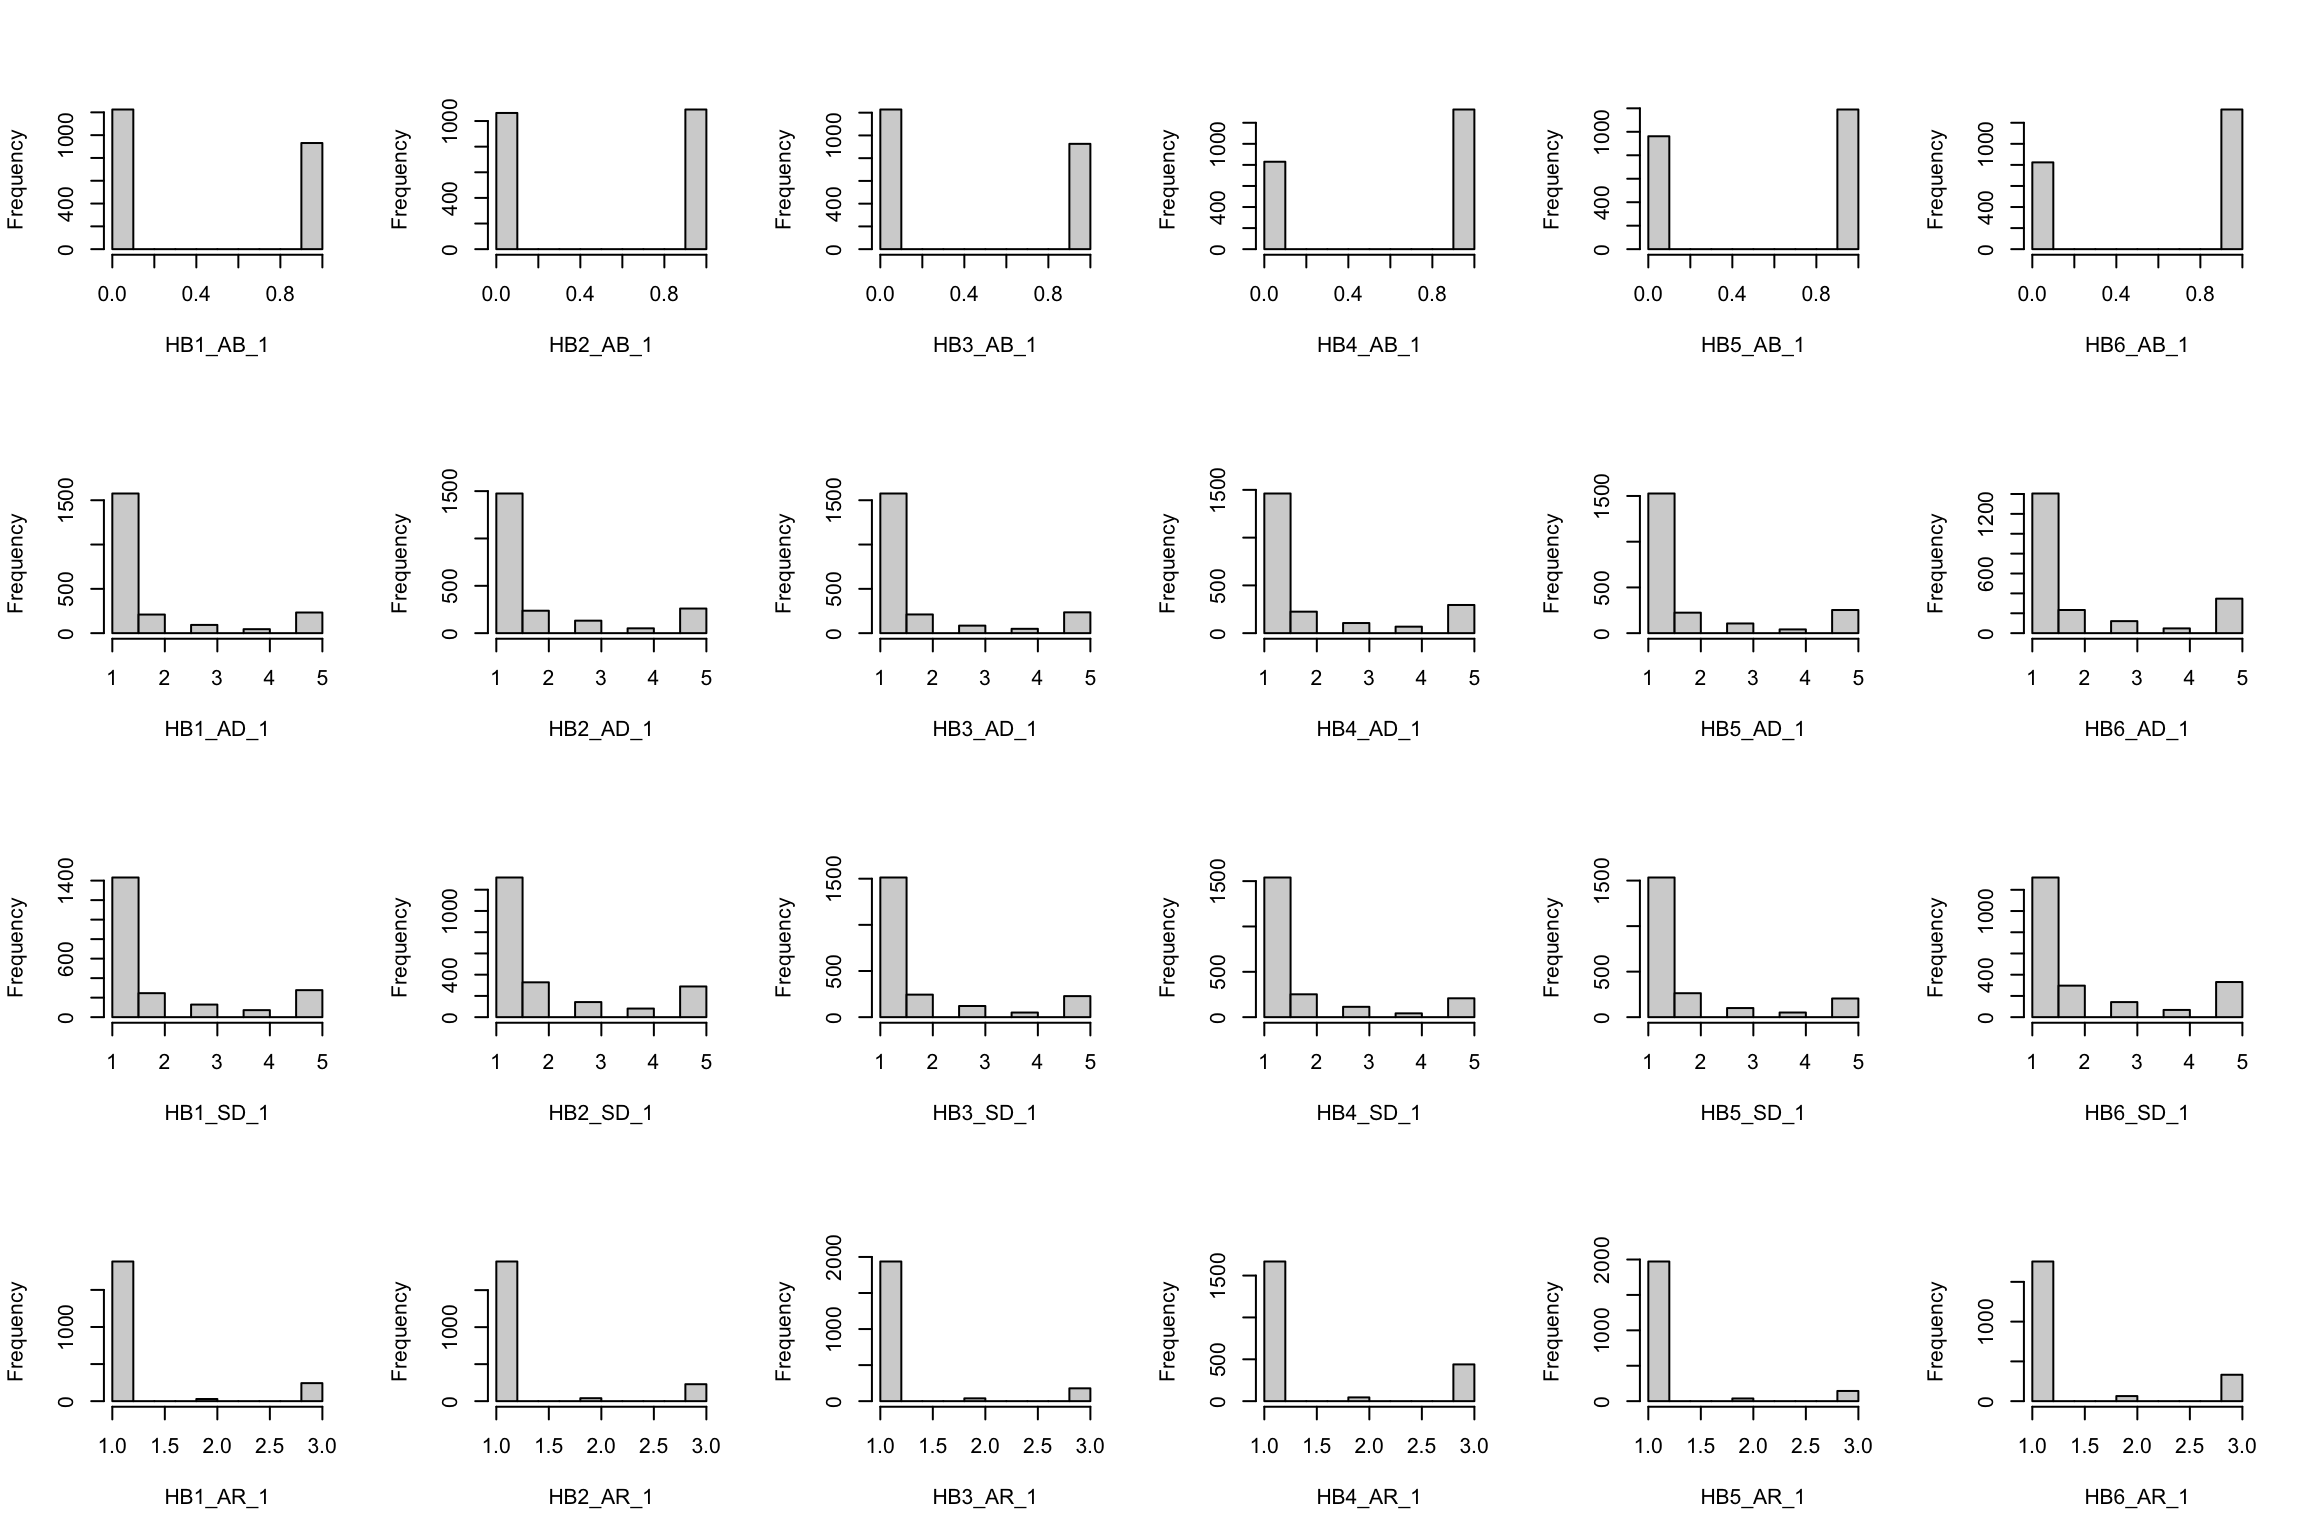 Frequency
0 400 1000
0.0 0.4 0.8
HB1_AB_1
Frequency
0 400 1000
0.0 0.4 0.8
HB2_AB_1
Frequency
0 400 1000
0.0 0.4 0.8
HB3_AB_1
Frequency
0 400 1000
0.0 0.4 0.8
HB4_AB_1
Frequency
0 400 1000
0.0 0.4 0.8
HB5_AB_1
Frequency
0 400 1000
0.0 0.4 0.8
HB6_AB_1
Frequency
0 500 1500
1 2 3 4 5
HB1_AD_1
Frequency
0 500 1500
1 2 3 4 5
HB2_AD_1
Frequency
0 500 1500
1 2 3 4 5
HB3_AD_1
Frequency
0 500 1500
1 2 3 4 5
HB4_AD_1
Frequency
0 500 1500
1 2 3 4 5
HB5_AD_1
Frequency
0 600 1200
1 2 3 4 5
HB6_AD_1
Frequency
0 600 1400
1 2 3 4 5
HB1_SD_1
Frequency
0 400 1000
1 2 3 4 5
HB2_SD_1
Frequency
0 500 1500
1 2 3 4 5
HB3_SD_1
Frequency
0 500 1500
1 2 3 4 5
HB4_SD_1
Frequency
0 500 1500
1 2 3 4 5
HB5_SD_1
Frequency
0 400 1000
1 2 3 4 5
HB6_SD_1
Frequency
0 1000
1.0 1.5 2.0 2.5 3.0
HB1_AR_1
Frequency
0 1000
1.0 1.5 2.0 2.5 3.0
HB2_AR_1
Frequency
0 1000 2000
1.0 1.5 2.0 2.5 3.0
HB3_AR_1
Frequency
0 500 1500
1.0 1.5 2.0 2.5 3.0
HB4_AR_1
Frequency
0 1000 2000
1.0 1.5 2.0 2.5 3.0
HB5_AR_1
Frequency
0 1000
1.0 1.5 2.0 2.5 3.0
HB6_AR_1